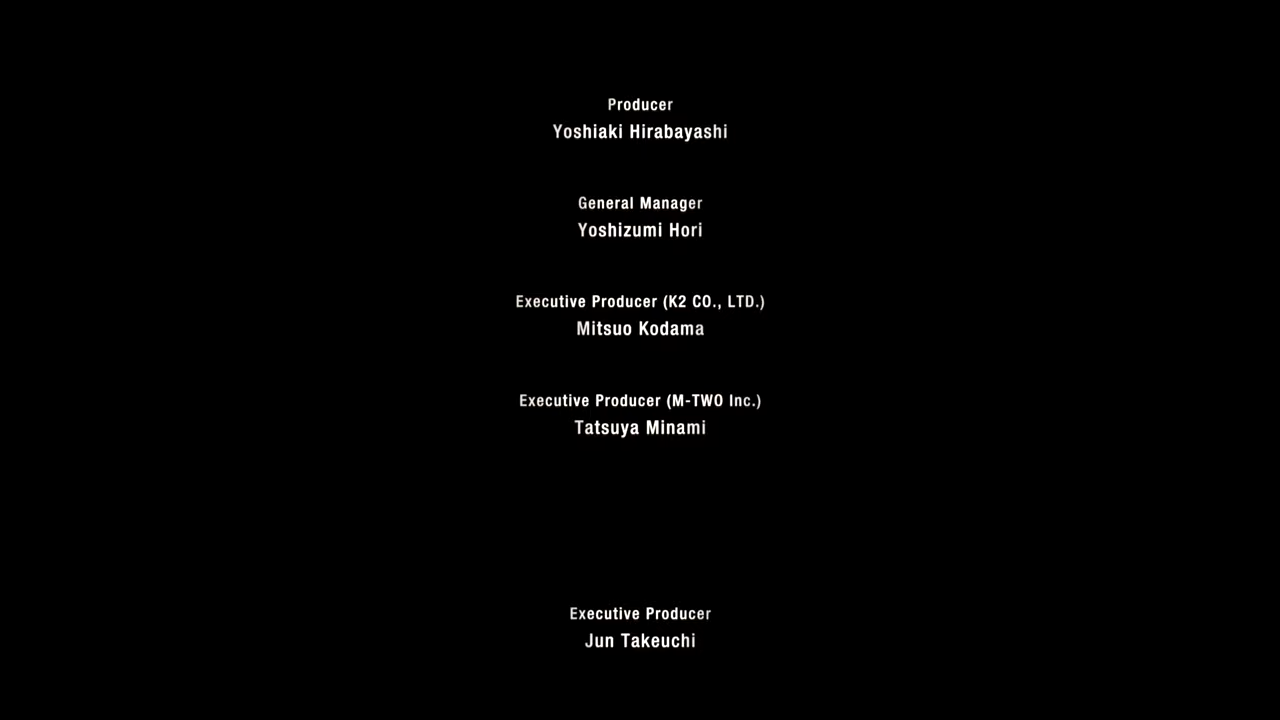 Producer
Yoshiaki Hirabayashi
General Manager
Yoshizumi Hori
Executive Producer (K2 CO., LTD.)
Mitsuo Kodama
Executive Producer (M-TWO Inc.)
Tatsuya Minami
Executive Producer
Jun Takeuchi